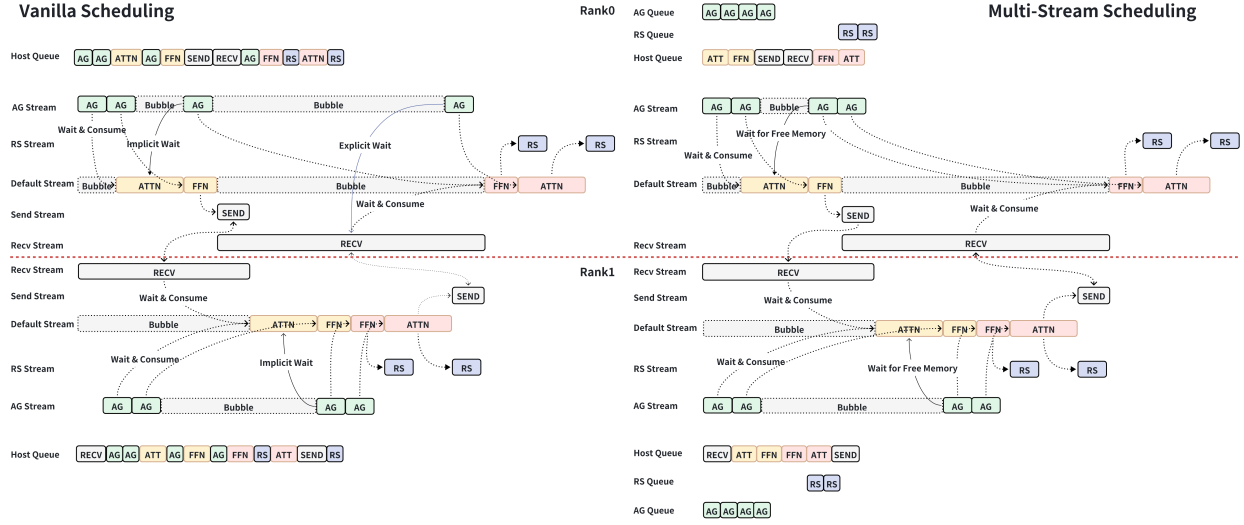 Vanilla Scheduling
Rank0
Host Queue AG AG ATTN AG FFN SEND RECV AG FFN RS ATTN RS
AG Stream AG AG Bubble AG Bubble AG
Wait & Consume
Implicit Wait
Explicit Wait
RS Stream RS RS
Default Stream Bubble ATTN FFN Bubble FFN ATTN
Wait & Consume
Send Stream SEND
Recv Stream RECV
Rank1
Recv Stream RECV
Send Stream SEND
Wait & Consume
Default Stream Bubble ATTN FFN FFN ATTN
Wait & Consume
Implicit Wait
RS Stream RS RS
AG Stream AG AG Bubble AG AG
Host Queue RECV AG AG ATT AG FFN AG FFN RS ATT SEND RS
Multi-Stream Scheduling
AG Queue AG AG AG AG
RS Queue RS RS
Host Queue ATT FFN SEND RECV FFN ATT
AG Stream AG AG Bubble AG AG
Wait for Free Memory
RS Stream RS RS
Wait & Consume
Default Stream Bubble ATTN FFN Bubble FFN ATTN
Wait & Consume
Send Stream SEND
Recv Stream RECV
Recv Stream RECV
Send Stream SEND
Wait & Consume
Default Stream Bubble ATTN FFN FFN ATTN
Wait & Consume
Wait for Free Memory
RS Stream RS RS
AG Stream AG AG Bubble AG AG
Host Queue RECV ATT FFN FFN ATT SEND
RS Queue RS RS
AG Queue AG AG AG AG